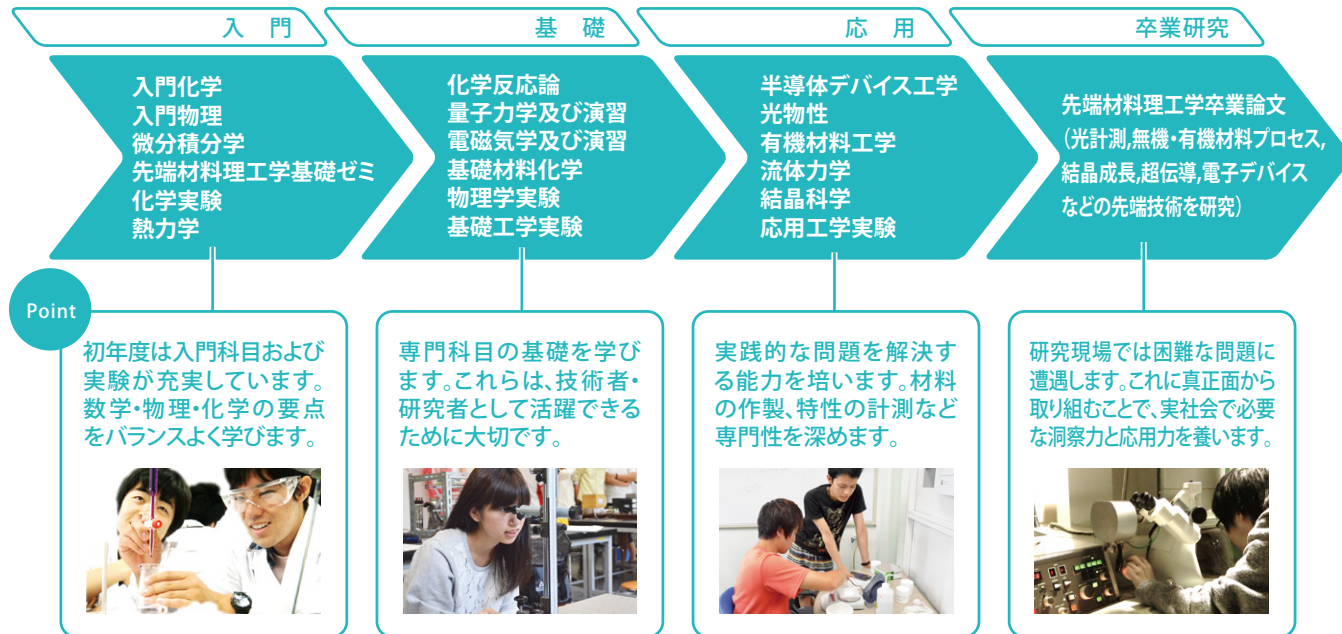 入門
基礎
応用
卒業研究
入門化学
入門物理
微分積分学
先端材料理工学基礎ゼミ
化学実験
熱力学
化学反応論
量子力学及び演習
電磁気学及び演習
基礎材料化学
物理学実験
基礎工学実験
半導体デバイス工学
光物性
有機材料工学
流体力学
結晶科学
応用工学実験
先端材料理工学卒業論文
(光計測,無機・有機材料プロセス,
結晶成長,超伝導,電子デバイス
などの先端技術を研究)
Point
初年度は入門科目および
実験が充実しています。
数学・物理・化学の要点
をバランスよく学びます。
専門科目の基礎を学び
ます。これらは、技術者・
研究者として活躍できる
ために大切です。
実践的な問題を解決す
る能力を培います。材料
の作製、特性の計測など
専門性を深めます。
研究現場では困難な問題に
遭遇します。これに真正面から
取り組むことで、実社会で必要
な洞察力と応用力を養います。